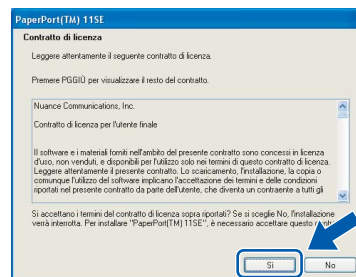 PaperPort(TM) 11SE
Contratto di licenza
Leggere attentamente il seguente contratto di licenza.
Premere PGGIÙ per visualizzare il resto del contratto.
Nuance Communications, Inc.
Contratto di licenza per l'utente finale
Il software e i materiali forniti nell'ambito del presente contratto sono concessi in licenza
d'uso, non venduti, e disponibili per l'utilizzo solo nei termini di questo contratto di licenza.
Leggere attentamente il presente contratto. Lo scaricamento, l'installazione, la copia o
comunque l'utilizzo del software implicano l'accettazione dei termini e delle condizioni
riportati nel presente contratto da parte dell'utente, che diventa un contraente a tutti gli
Si accettano i termini del contratto di licenza sopra riportati? Se si sceglie No, l'installazione
verrà interrotta. Per installare "PaperPort(TM) 11SE", è necessario accettare questo
Sì
No